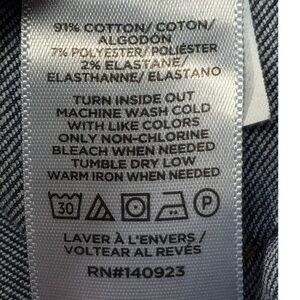 91% COTTON/ COTON/
ALGODÓN
7% POLYESTER/ POLIÉSTER
2% ELASTANE/
ELASTHANNE/ ELASTANO
TURN INSIDE OUT
MACHINE WASH COLD
WITH LIKE COLORS
ONLY NON-CHLORINE
BLEACH WHEN NEEDED
TUMBLE DRY LOW
WARM IRON WHEN NEEDED
30 P
LAVER À L'ENVERS/
VOLTEAR AL REVÉS
RN#140923